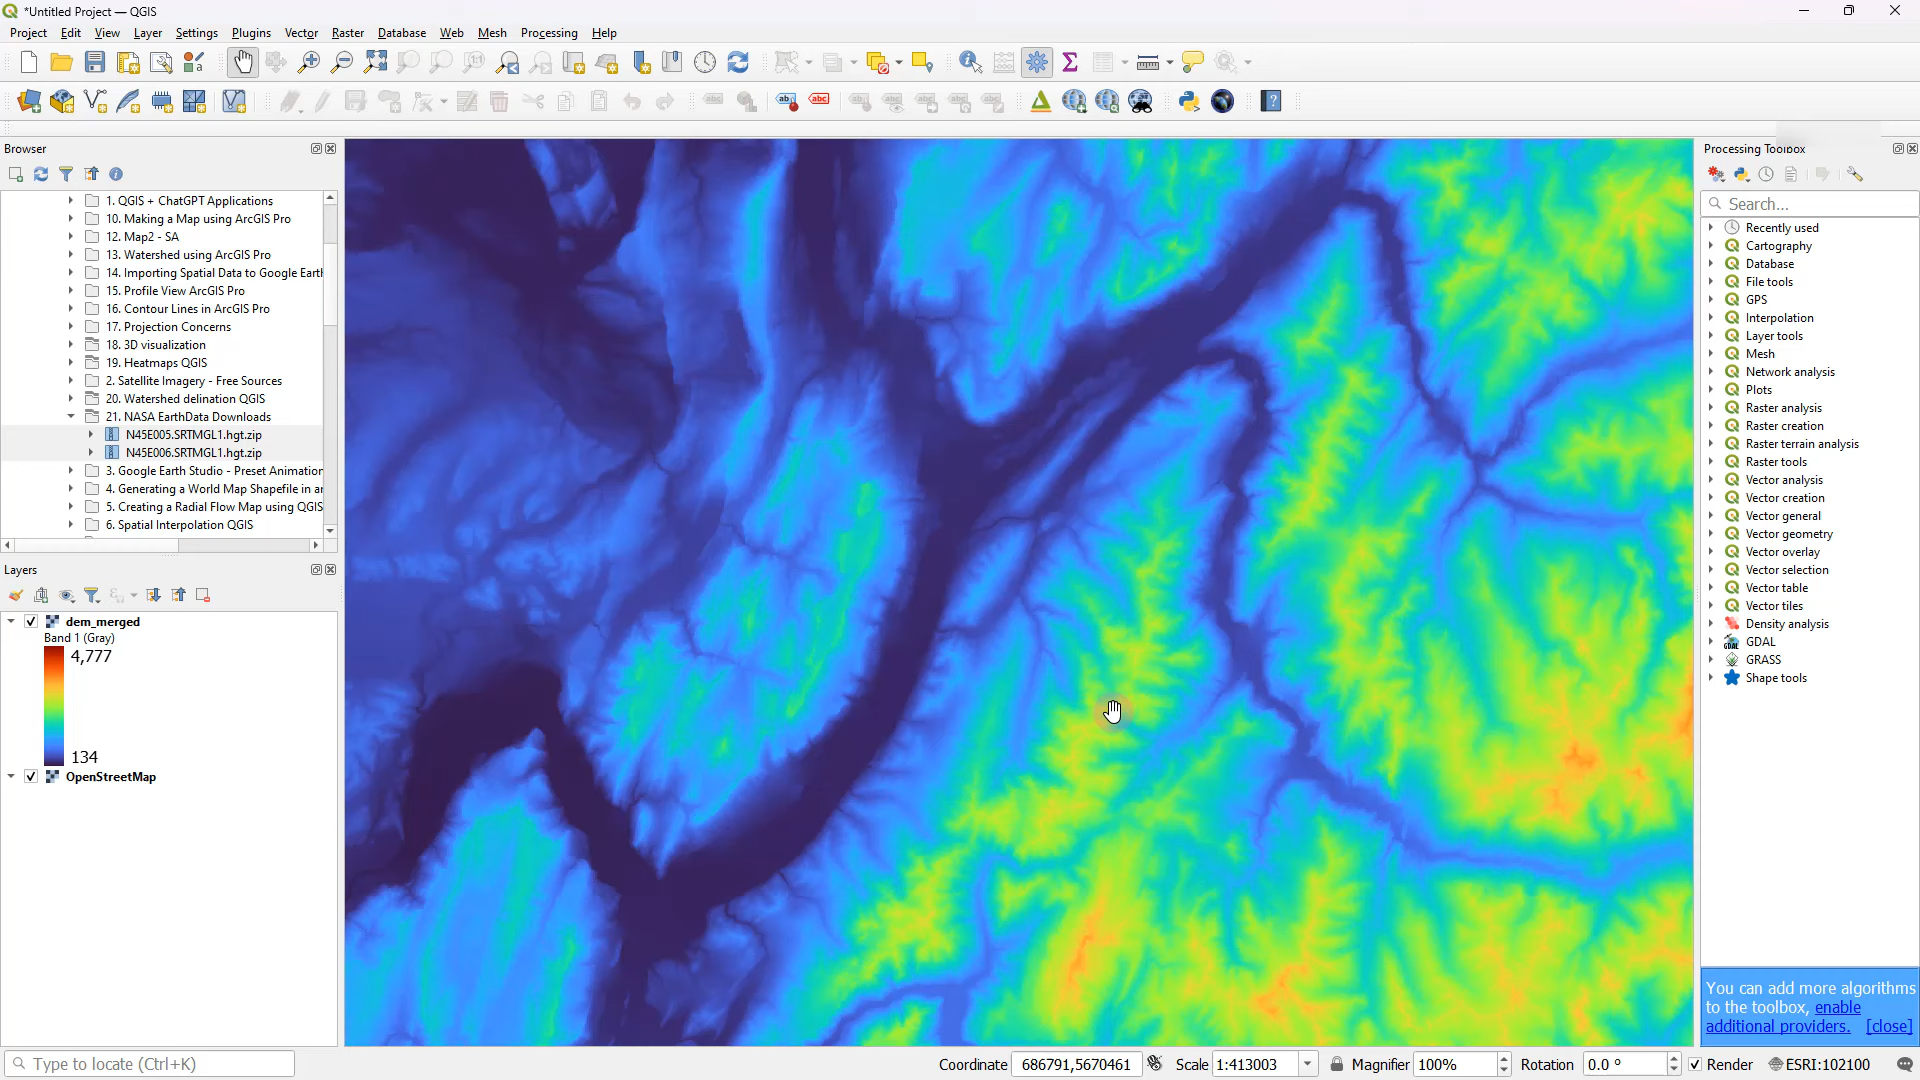 *Untitled Project — QGIS
Project Edit View Layer Settings Plugins Vector Raster Database Web Mesh Processing Help
Browser
1. QGIS + ChatGPT Applications
10. Making a Map using ArcGIS Pro
12. Map2 - SA
13. Watershed using ArcGIS Pro
14. Importing Spatial Data to Google Earth
15. Profile View ArcGIS Pro
16. Contour Lines in ArcGIS Pro
17. Projection Concerns
18. 3D visualization
19. Heatmaps QGIS
2. Satellite Imagery - Free Sources
20. Watershed delination QGIS
21. NASA EarthData Downloads
N45E005.SRTMGL1.hgt.zip
N45E006.SRTMGL1.hgt.zip
3. Google Earth Studio - Preset Animation
4. Generating a World Map Shapefile in ar
5. Creating a Radial Flow Map using QGIS
6. Spatial Interpolation QGIS
Layers
dem_merged
Band 1 (Gray)
4,777
134
OpenStreetMap
Processing Toolbox
Search...
Recently used
Cartography
Database
File tools
GPS
Interpolation
Layer tools
Mesh
Network analysis
Plots
Raster analysis
Raster creation
Raster terrain analysis
Raster tools
Vector analysis
Vector creation
Vector general
Vector geometry
Vector overlay
Vector selection
Vector table
Vector tiles
Density analysis
GDAL
GRASS
Shape tools
You can add more algorithms
to the toolbox, enable
additional providers. [close]
Type to locate (Ctrl+K)
Coordinate 686791,5670461 Scale 1:413003 Magnifier 100% Rotation 0.0 ° Render ESRI:102100